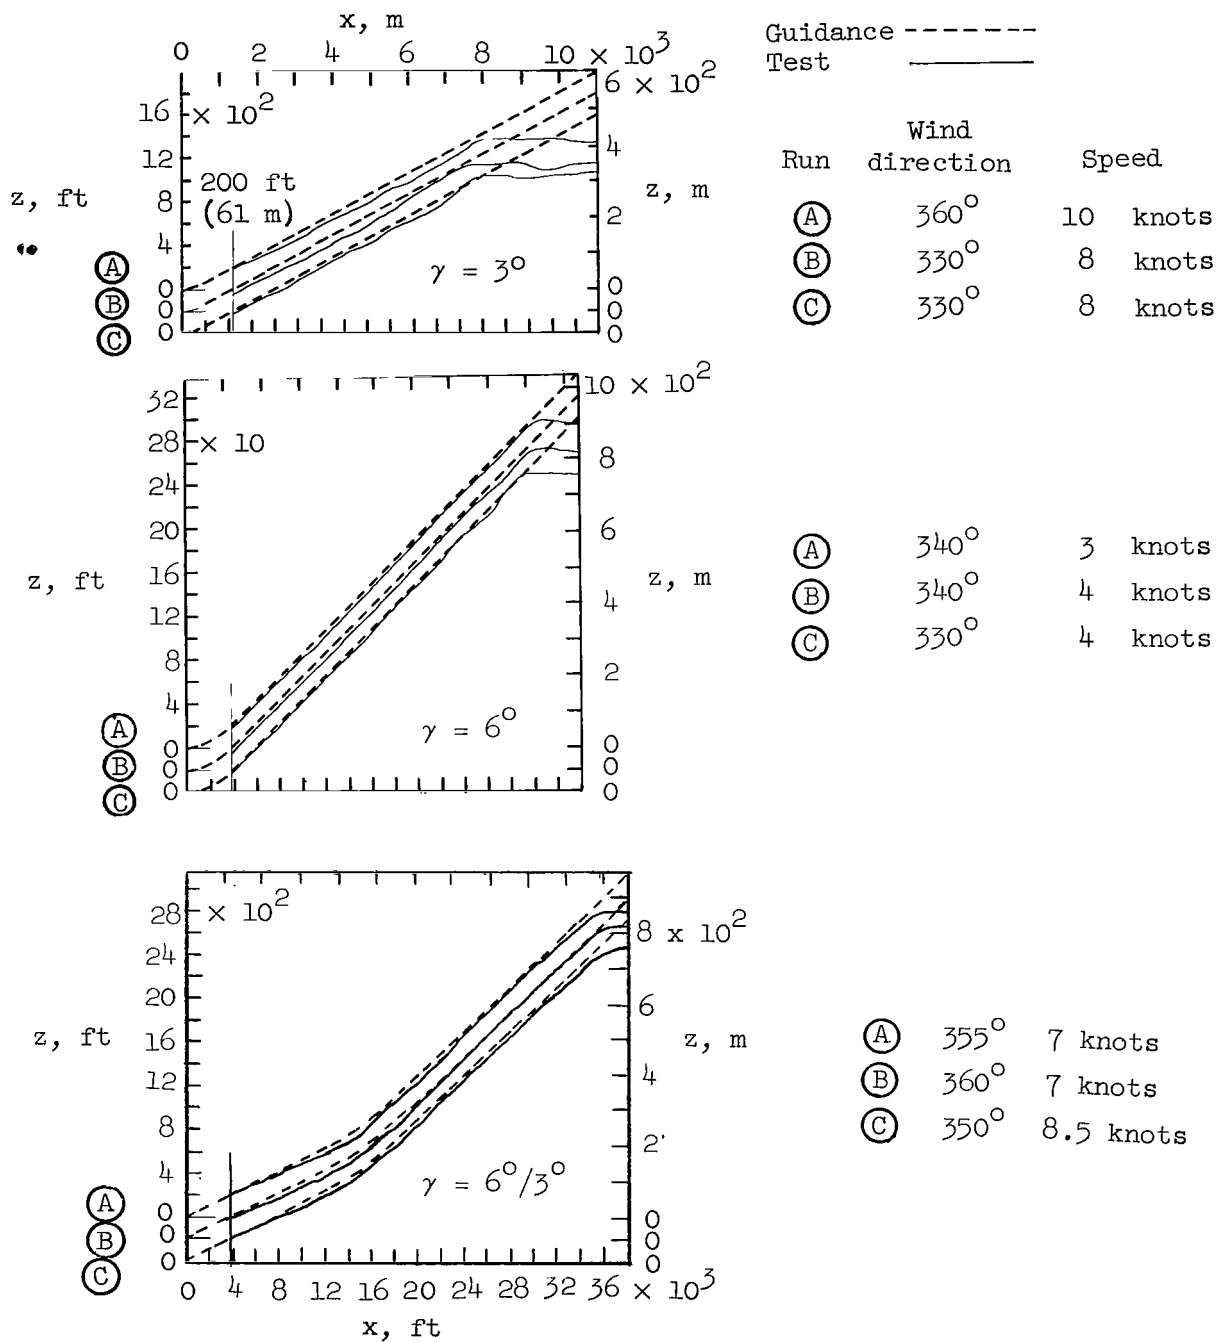 x, m
0 2 4 6 8 10 × 10³
Guidance
Test
6 × 10²
16 × 10²
12
8
4
0
0
0
z, ft
200 ft
(61 m)
4
2
0
0
0
z, m
γ = 3°
A
B
C
Run Wind direction Speed
A 360° 10 knots
B 330° 8 knots
C 330° 8 knots
32
28 × 10
24
20
16
12
8
4
0
0
0
z, ft
10 × 10²
8
6
4
2
0
0
0
z, m
γ = 6°
A
B
C
A 340° 3 knots
B 340° 4 knots
C 330° 4 knots
28 × 10²
24
20
16
12
8
4
0
0
0
z, ft
8 x 10²
6
4
2
0
0
0
z, m
γ = 6°/3°
A
B
C
A 355° 7 knots
B 360° 7 knots
C 350° 8.5 knots
0 4 8 12 16 20 24 28 32 36 × 10³
x, ft